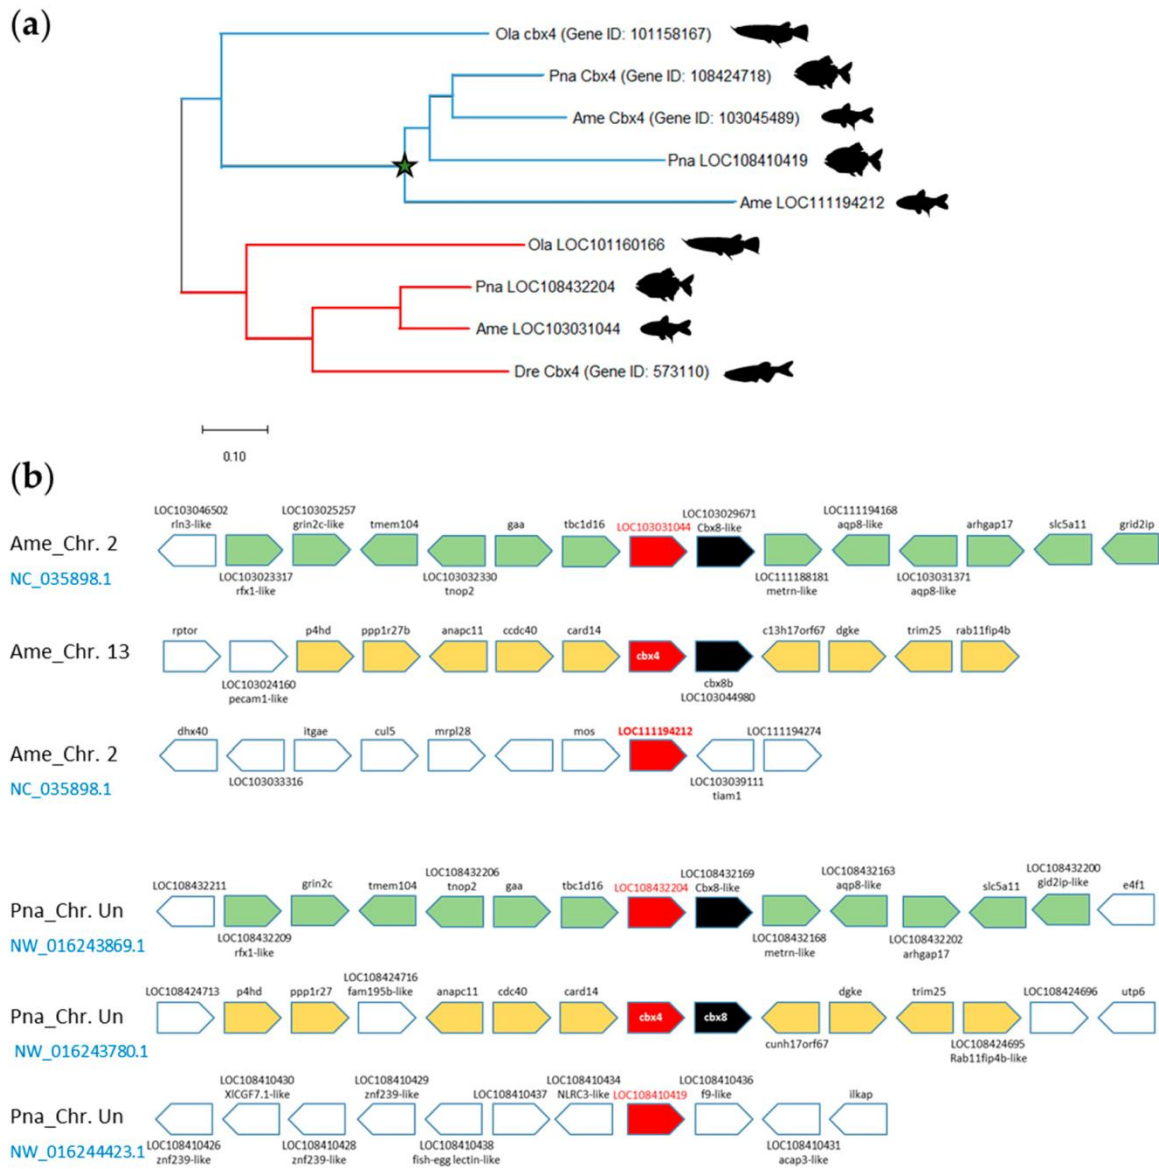 (a)
Ola cbx4 (Gene ID: 101158167)
Pna Cbx4 (Gene ID: 108424718)
Ame Cbx4 (Gene ID: 103045489)
Pna LOC108410419
Ame LOC111194212
Ola LOC101160166
Pna LOC108432204
Ame LOC103031044
Dre Cbx4 (Gene ID: 573110)
0.10
(b)
LOC103046502 LOC103025257 LOC103029671 LOC111194168
rln3-like grin2c-like tmem104 gaa tbc1d16 LOC103031044 Cbx8-like aqp8-like arhgap17 slc5a11 grid2ip
Ame_Chr. 2
NC_035898.1
LOC103023317 LOC103032330 LOC111188181 LOC103031371
rfx1-like tnop2 metrn-like aqp8-like
rptor p4hd ppp1r27b anapc11 ccdc40 card14 c13h17orf67 dgke trim25 rab11fip4b
Ame_Chr. 13 cbx4
LOC103024160 cbx8b
pecam1-like LOC103044980
dhx40 itgae cul5 mrpl28 mos LOC111194212 LOC111194274
Ame_Chr. 2
NC_035898.1
LOC103033316 LOC103039111
tiam1
LOC108432206 LOC108432169 LOC108432163 LOC108432200
LOC108432211 grin2c tmem104 tnop2 gaa tbc1d16 LOC108432204 Cbx8-like aqp8-like slc5a11 gid2ip-like e4f1
Pna_Chr. Un
NW_016243869.1
LOC108432209 LOC108432168 LOC108432202
rfx1-like metrn-like arhgap17
LOC108424716
LOC108424713 p4hd ppp1r27 fam195b-like anapc11 cdc40 card14 dgke trim25 LOC108424696 utp6
Pna_Chr. Un cbx4 cbx8
NW_016243780.1
cunh17orf67 LOC108424695
Rab11fip4b-like
LOC108410430 LOC108410429 LOC108410434 LOC108410436
XlCGF7.1-like znf239-like LOC108410437 NLRC3-like LOC108410419 f9-like ilkap
Pna_Chr. Un
NW_016244423.1
LOC108410426 LOC108410428 LOC108410438 LOC108410431
znf239-like znf239-like fish-egg lectin-like acap3-like